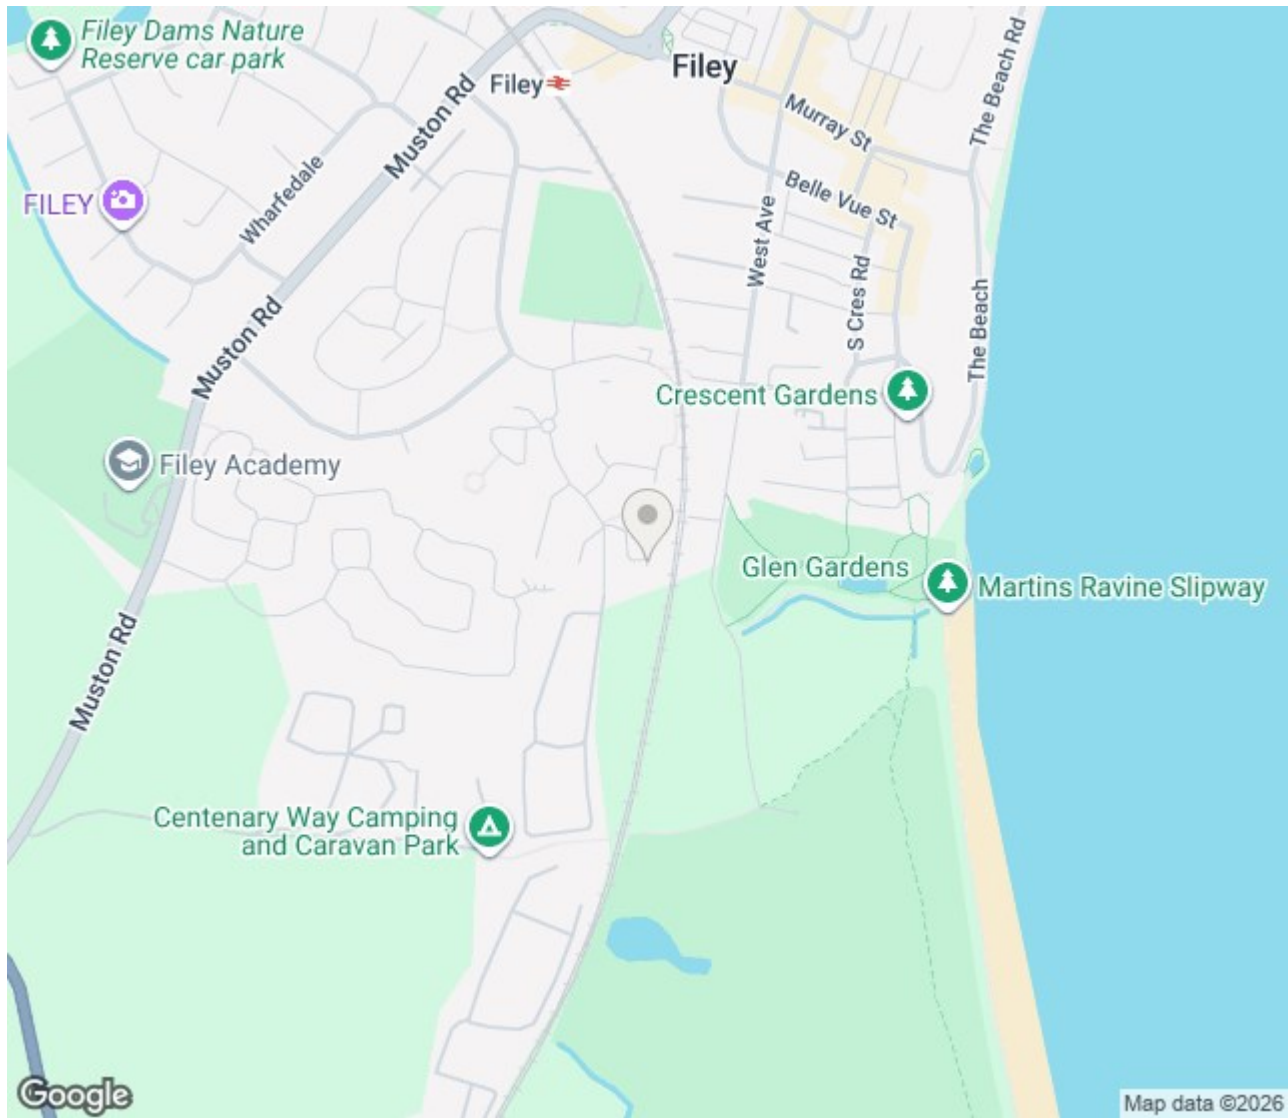 Filey Dams Nature
Reserve car park
Filey
Filey
Muston Rd
Murray St
The Beach Rd
Wharfedale
FILEY
Belle Vue St
West Ave
S Cres Rd
The Beach
Muston Rd
Crescent Gardens
Filey Academy
Glen Gardens
Martins Ravine Slipway
Muston Rd
Centenary Way Camping
and Caravan Park
Google
Map data ©2026